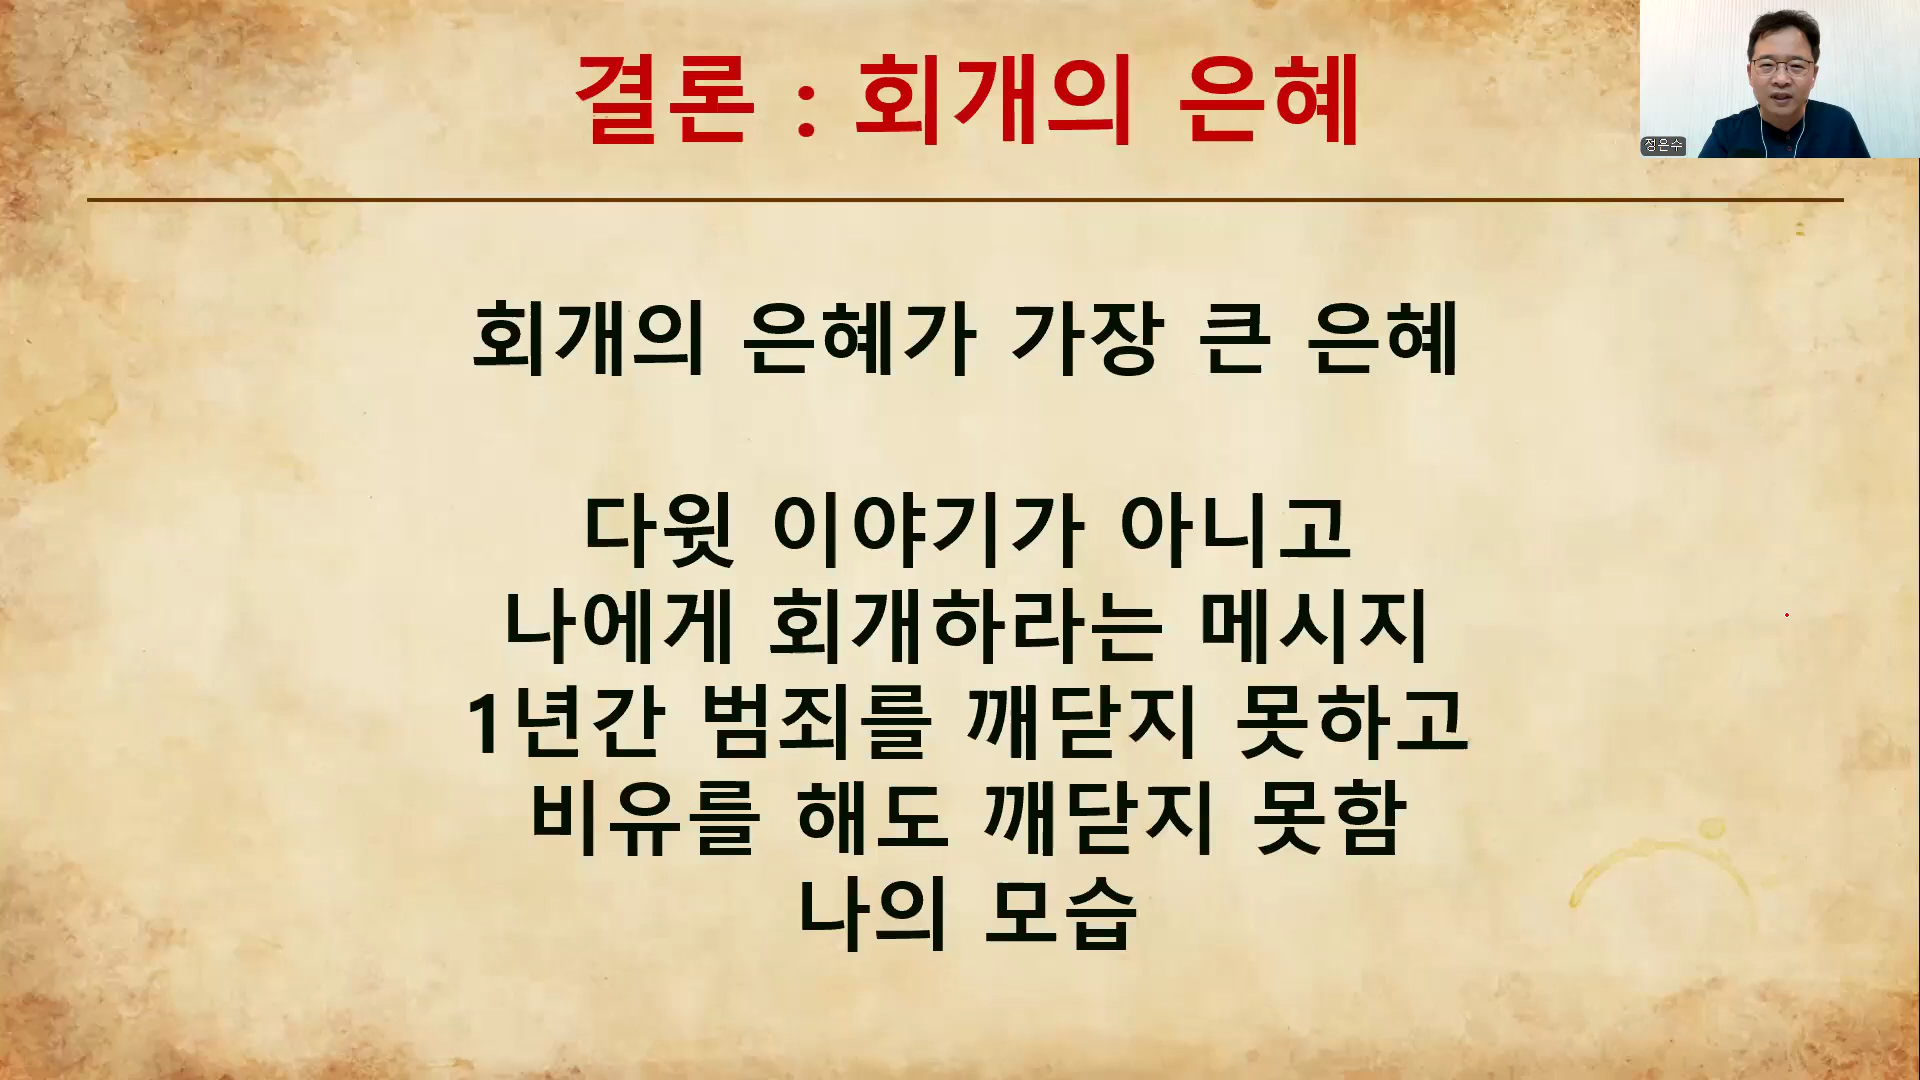 결론 : 회개의 은혜
정은수
회개의 은혜가 가장 큰 은혜
다윗 이야기가 아니고
나에게 회개하라는 메시지
1년간 범죄를 깨닫지 못하고
비유를 해도 깨닫지 못함
나의 모습